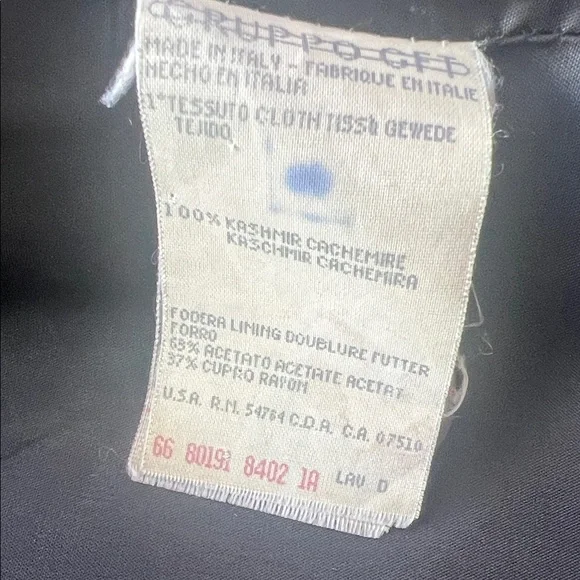 GRUPPO GFT
MADE IN ITALY - FABRIQUE EN ITALIE
HECHO EN ITALIA
1°TESSUTO CLOTH TISSU GEWEDE
TEJIDO
100% KASHMIR CACHEMIRE
KASCHMIR CACHEMIRA
FODERA LINING DOUBLURE FUTTER
FORRO
63% ACETATO ACETATE ACETAT
37% CUPRO RAYON
U.S.A. R.N. 54764 C.D.A. C.A. 07510
66 80193 8402 1A LAV D